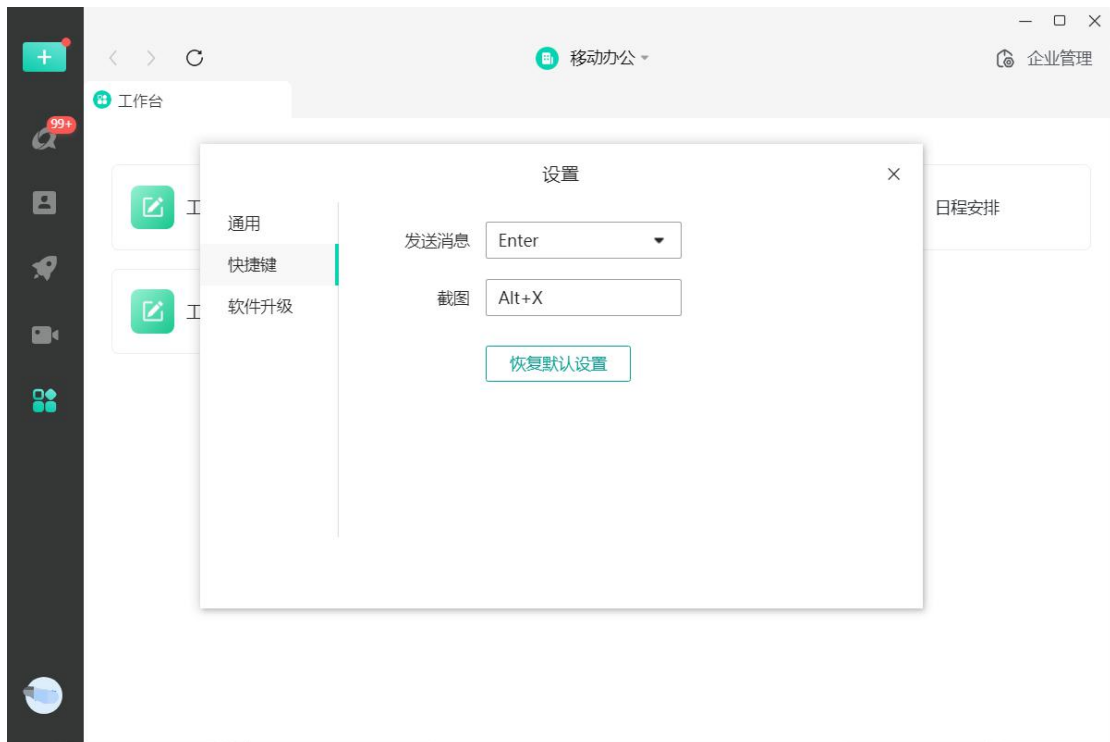 移动办公
企业管理
工作台
99+
设置
工
日程安排
通用
发送消息 Enter
快捷键
截图 Alt+X
软件升级
工
恢复默认设置